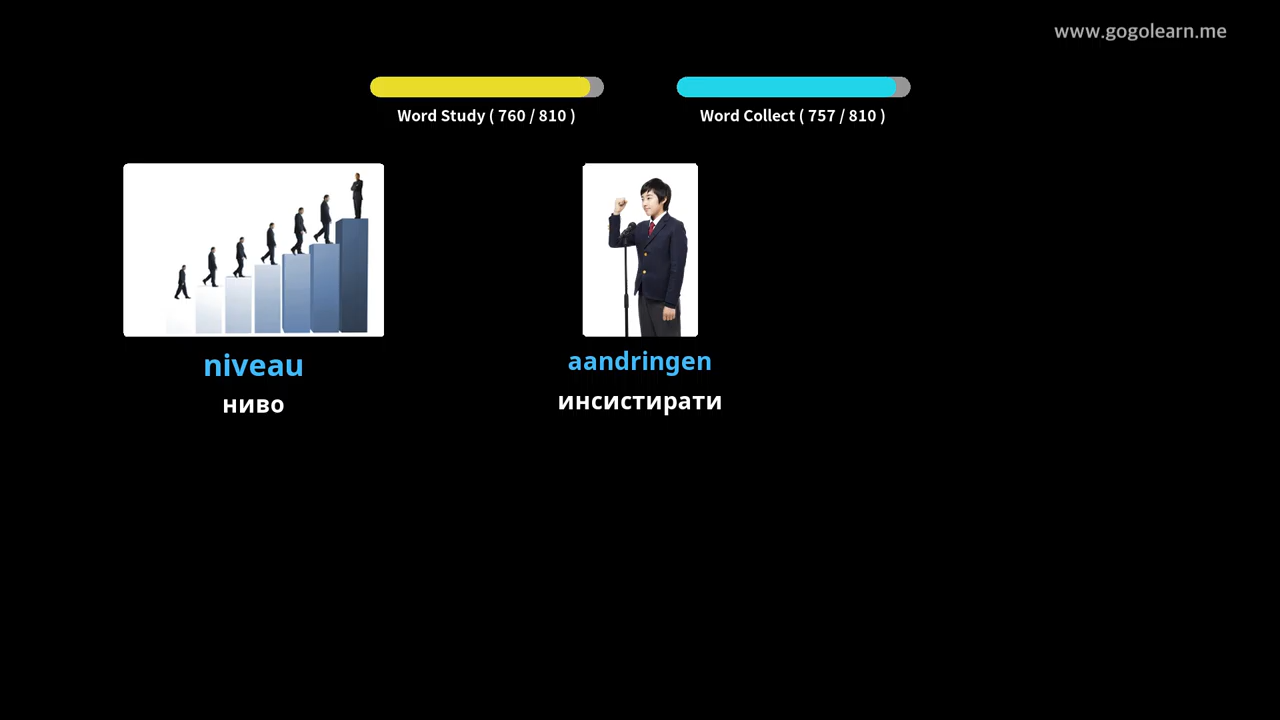 www.gogolearn.me
Word Study ( 760 / 810 )
Word Collect ( 757 / 810 )
niveau
ниво
aandringen
инсистирати